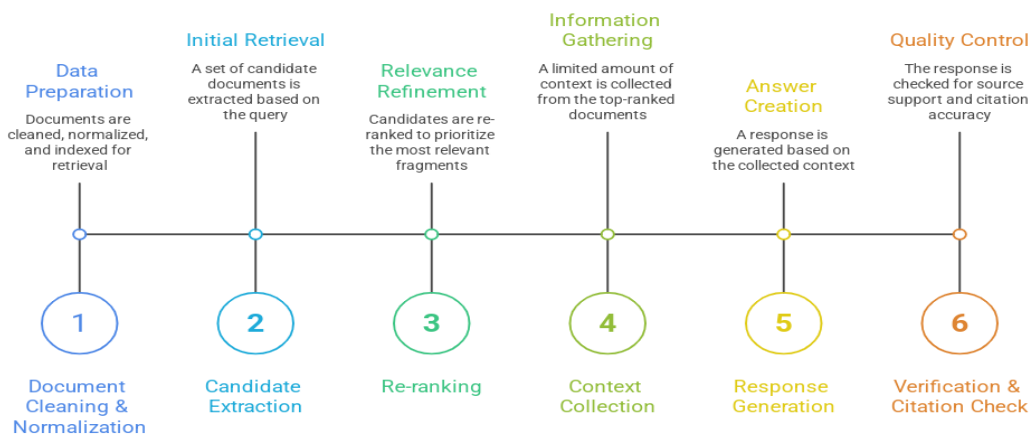 Data
Preparation
Documents are
cleaned, normalized,
and indexed for
retrieval
Initial Retrieval
A set of candidate
documents is
extracted based on
the query
Relevance
Refinement
Candidates are re-
ranked to prioritize
the most relevant
fragments
Information
Gathering
A limited amount of
context is collected
from the top-ranked
documents
Answer
Creation
A response is
generated based on
the collected context
Quality Control
The response is
checked for source
support and citation
accuracy
1
2
3
4
5
6
Document
Cleaning &
Normalization
Candidate
Extraction
Re-ranking
Context
Collection
Response
Generation
Verification &
Citation Check